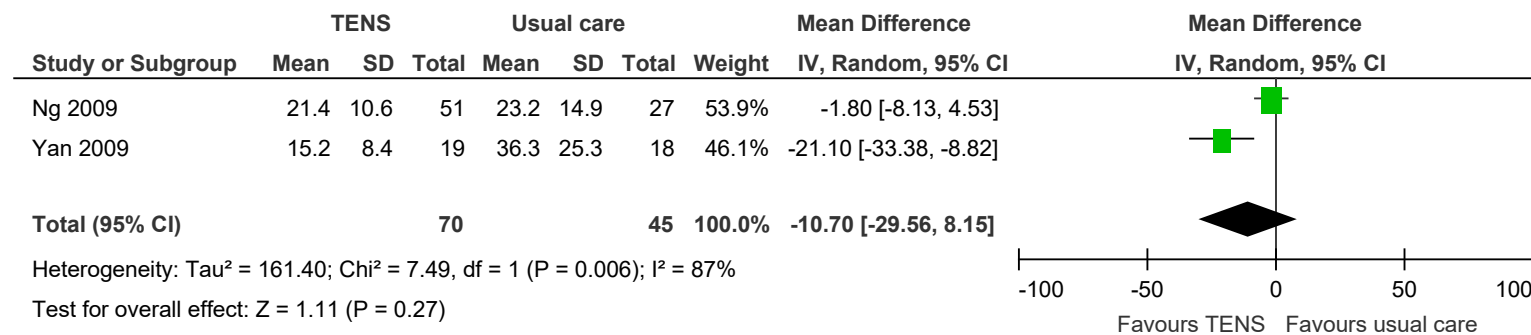 TENS Usual care Mean Difference Mean Difference
Study or Subgroup Mean SD Total Mean SD Total Weight IV, Random, 95% CI IV, Random, 95% CI
Ng 2009 21.4 10.6 51 23.2 14.9 27 53.9% -1.80 [-8.13, 4.53]
Yan 2009 15.2 8.4 19 36.3 25.3 18 46.1% -21.10 [-33.38, -8.82]
Total (95% CI) 70 45 100.0% -10.70 [-29.56, 8.15]
Heterogeneity: Tau² = 161.40; Chi² = 7.49, df = 1 (P = 0.006); I² = 87%
Test for overall effect: Z = 1.11 (P = 0.27)
-100 -50 0 50 100
Favours TENS Favours usual care